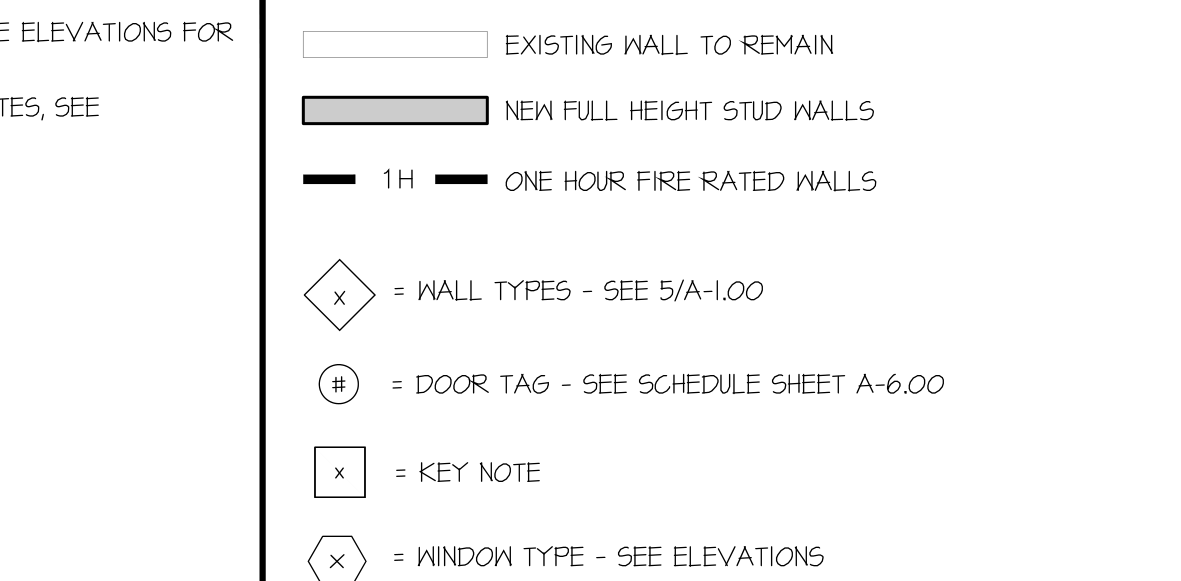 E ELEVATIONS FOR
TES, SEE
EXISTING WALL TO REMAIN
NEW FULL HEIGHT STUD WALLS
1H ONE HOUR FIRE RATED WALLS
X = WALL TYPES - SEE 5/A-1.00
# = DOOR TAG - SEE SCHEDULE SHEET A-6.00
X = KEY NOTE
X = WINDOW TYPE - SEE ELEVATIONS